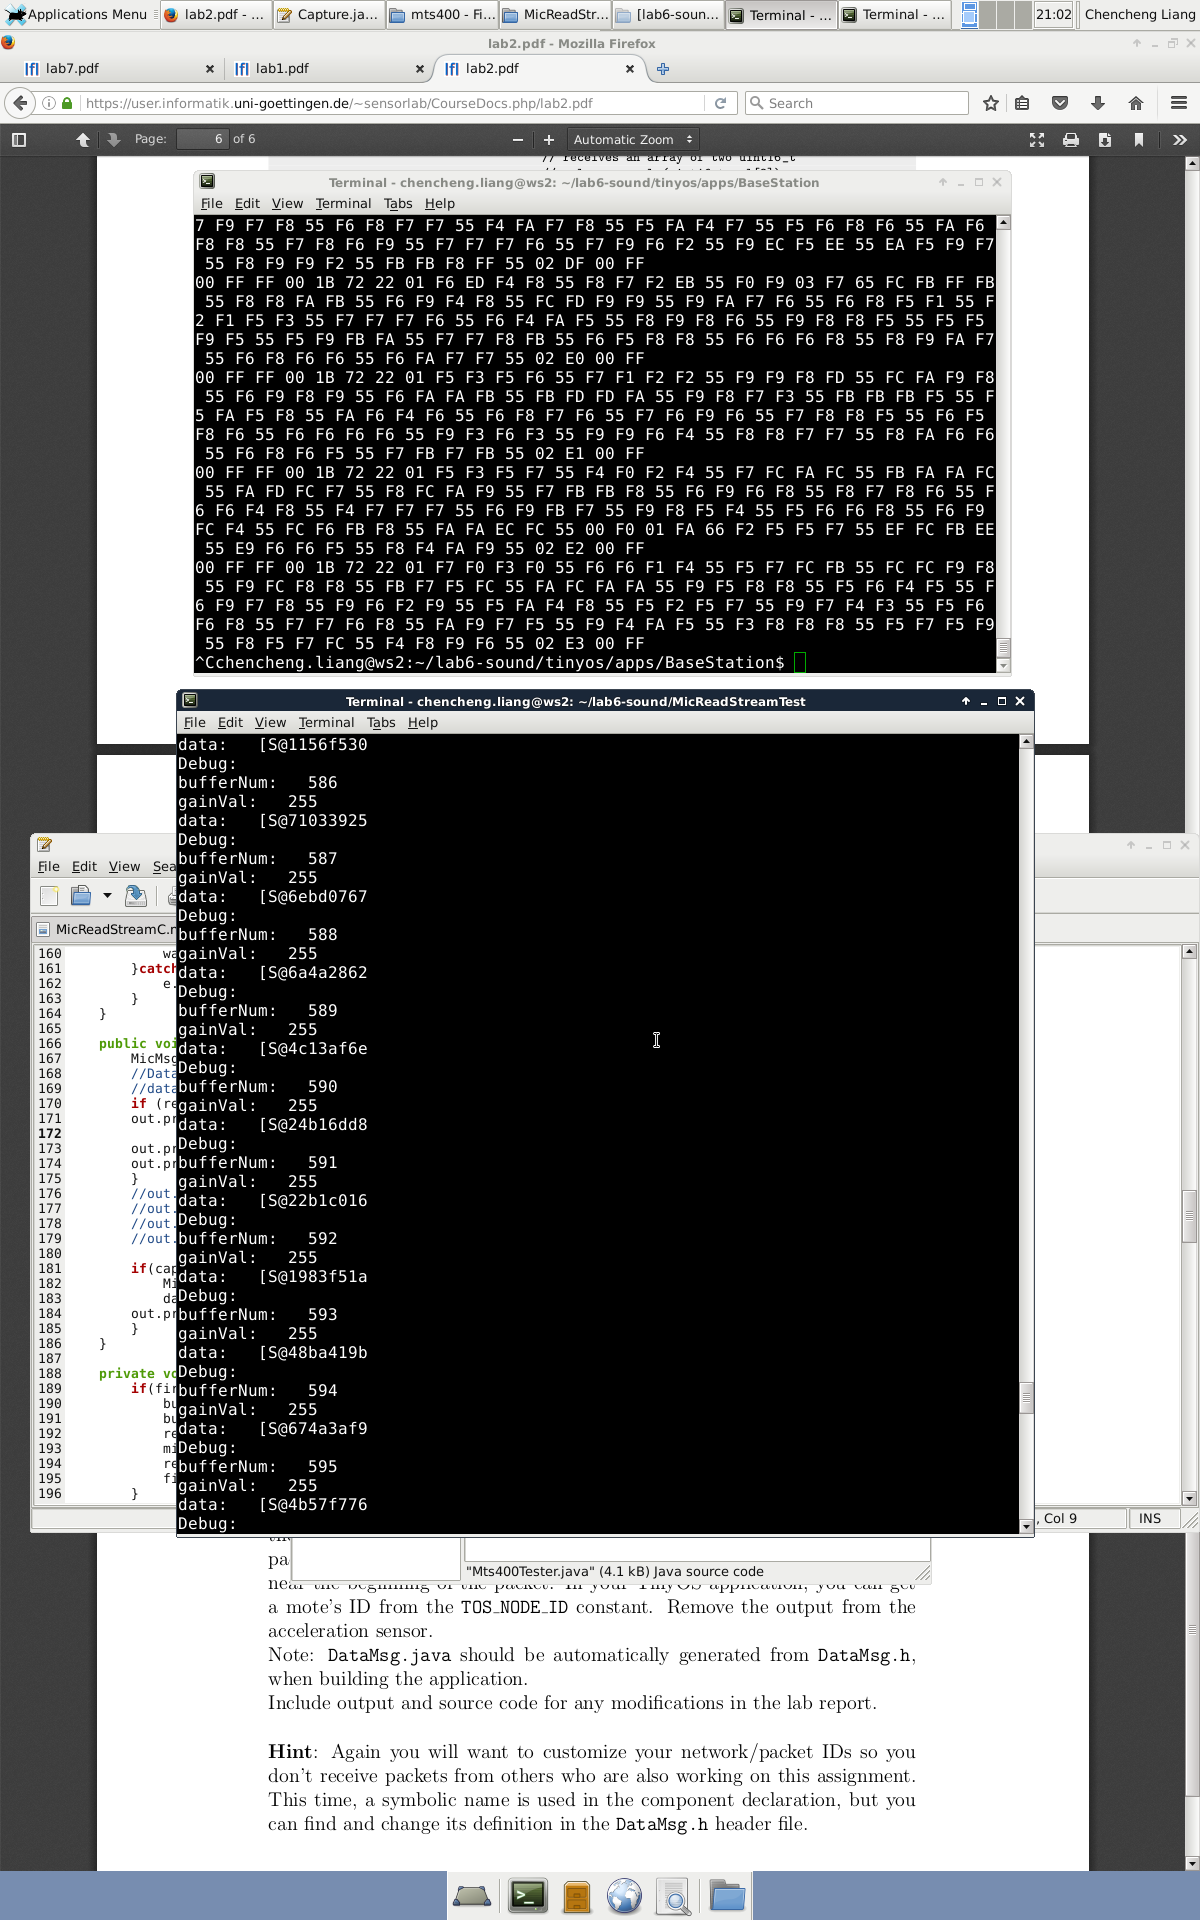 Applications Menu
lab2.pdf - ...
Capture.ja...
mts400 - Fi...
MicReadStr...
[lab6-soun...
Terminal - ...
Terminal - ...
21:02
Chencheng Liang
lab2.pdf - Mozilla Firefox
lab7.pdf
lab1.pdf
lab2.pdf
https://user.informatik.uni-goettingen.de/~sensorlab/CourseDocs.php/lab2.pdf
Search
Page: 6 of 6
Automatic Zoom
// receives an array of two uint16_t
Terminal - chencheng.liang@ws2: ~/lab6-sound/tinyos/apps/BaseStation
File Edit View Terminal Tabs Help
7 F9 F7 F8 55 F6 F8 F7 F7 55 F4 FA F7 F8 55 F5 FA F4 F7 55 F5 F6 F8 F6 55 FA F6
F8 F8 55 F7 F8 F6 F9 55 F7 F7 F7 F6 55 F7 F9 F6 F2 55 F9 EC F5 EE 55 EA F5 F9 F7
55 F8 F9 F9 F2 55 FB FB F8 FF 55 02 DF 00 FF
00 FF FF 00 1B 72 22 01 F6 ED F4 F8 55 F8 F7 F2 EB 55 F0 F9 03 F7 65 FC FB FF FB
55 F8 F8 FA FB 55 F6 F9 F4 F8 55 FC FD F9 F9 55 F9 FA F7 F6 55 F6 F8 F5 F1 55 F
2 F1 F5 F3 55 F7 F7 F7 F6 55 F6 F4 FA F5 55 F8 F9 F8 F6 55 F9 F8 F8 F5 55 F5 F5
F9 F5 55 F5 F9 FB FA 55 F7 F7 F8 FB 55 F6 F5 F8 F8 55 F6 F6 F6 F8 55 F8 F9 FA F7
55 F6 F8 F6 F6 55 F6 FA F7 F7 55 02 E0 00 FF
00 FF FF 00 1B 72 22 01 F5 F3 F5 F6 55 F7 F1 F2 F2 55 F9 F9 F8 FD 55 FC FA F9 F8
55 F6 F9 F8 F9 55 F6 FA FA FB 55 FB FD FD FA 55 F9 F8 F7 F3 55 FB FB FB F5 55 F
5 FA F5 F8 55 FA F6 F4 F6 55 F6 F8 F7 F6 55 F7 F6 F9 F6 55 F7 F8 F8 F5 55 F6 F5
F8 F6 55 F6 F6 F6 F6 55 F9 F3 F6 F3 55 F9 F9 F6 F4 55 F8 F8 F7 F7 55 F8 FA F6 F6
55 F6 F8 F6 F5 55 F7 FB F7 FB 55 02 E1 00 FF
00 FF FF 00 1B 72 22 01 F5 F3 F5 F7 55 F4 F0 F2 F4 55 F7 FC FA FC 55 FB FA FA FC
55 FA FD FC F7 55 F8 FC FA F9 55 F7 FB FB F8 55 F6 F9 F6 F8 55 F8 F7 F8 F6 55 F
6 F6 F4 F8 55 F4 F7 F7 F7 55 F6 F9 FB F7 55 F9 F8 F5 F4 55 F5 F6 F6 F8 55 F6 F9
FC F4 55 FC F6 FB F8 55 FA FA EC FC 55 00 F0 01 FA 66 F2 F5 F5 F7 55 EF FC FB EE
55 E9 F6 F6 F5 55 F8 F4 FA F9 55 02 E2 00 FF
00 FF FF 00 1B 72 22 01 F7 F0 F3 F0 55 F6 F6 F1 F4 55 F5 F7 FC FB 55 FC FC F9 F8
55 F9 FC F8 F8 55 FB F7 F5 FC 55 FA FC FA FA 55 F9 F5 F8 F8 55 F5 F6 F4 F5 55 F
6 F9 F7 F8 55 F9 F6 F2 F9 55 F5 FA F4 F8 55 F5 F2 F5 F7 55 F9 F7 F4 F3 55 F5 F6
F6 F8 55 F7 F7 F6 F8 55 FA F9 F7 F5 55 F9 F4 FA F5 55 F3 F8 F8 F8 55 F5 F7 F5 F9
55 F8 F5 F7 FC 55 F4 F8 F9 F6 55 02 E3 00 FF
^Cchencheng.liang@ws2:~/lab6-sound/tinyos/apps/BaseStation$
Terminal - chencheng.liang@ws2: ~/lab6-sound/MicReadStreamTest
File Edit View Terminal Tabs Help
data: [S@1156f530
Debug:
bufferNum: 586
gainVal: 255
data: [S@71033925
Debug:
bufferNum: 587
gainVal: 255
data: [S@6ebd0767
Debug:
bufferNum: 588
gainVal: 255
data: [S@6a4a2862
Debug:
bufferNum: 589
gainVal: 255
data: [S@4c13af6e
Debug:
bufferNum: 590
gainVal: 255
data: [S@24b16dd8
Debug:
bufferNum: 591
gainVal: 255
data: [S@22b1c016
Debug:
bufferNum: 592
gainVal: 255
data: [S@1983f51a
Debug:
bufferNum: 593
gainVal: 255
data: [S@48ba419b
Debug:
bufferNum: 594
gainVal: 255
data: [S@674a3af9
Debug:
bufferNum: 595
gainVal: 255
data: [S@4b57f776
Debug:
File Edit View Sea
MicReadStreamC.n
160 wa
161 }catch
162 e.
163 }
164 }
165
166 public voi
167 MicMsg
168 //Data
169 //data
170 if (re
171 out.pr
172
173 out.pr
174 out.pr
175 }
176 //out.
177 //out.
178 //out.
179 //out.
180
181 if(cap
182 Mi
183 da
184 out.pr
185 }
186 }
187
188 private vo
189 if(fir
190 bu
191 bu
192 re
193 mi
194 re
195 fi
196 }
, Col 9 INS
"Mts400Tester.java" (4.1 kB) Java source code
pa
near the beginning of the packet. In your TinyOS application, you can get
a mote's ID from the TOS_NODE_ID constant. Remove the output from the
acceleration sensor.
Note: DataMsg.java should be automatically generated from DataMsg.h,
when building the application.
Include output and source code for any modifications in the lab report.
Hint: Again you will want to customize your network/packet IDs so you
don't receive packets from others who are also working on this assignment.
This time, a symbolic name is used in the component declaration, but you
can find and change its definition in the DataMsg.h header file.